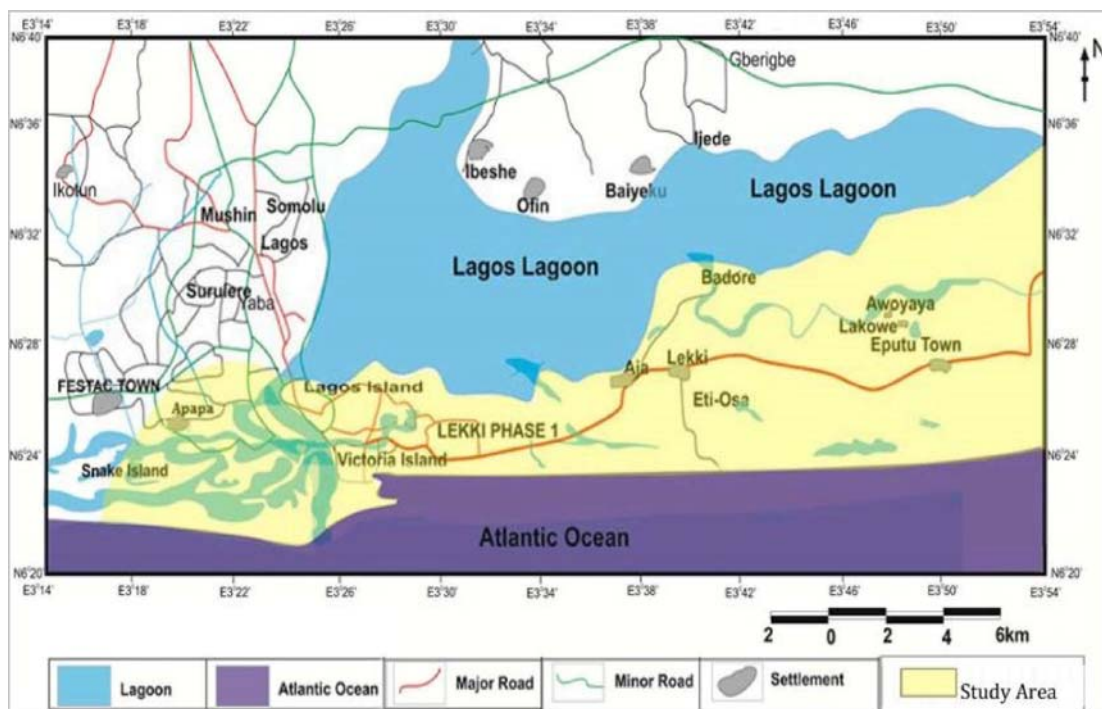 E3°14' E3°18' E3°22' E3°26' E3°30' E3°34' E3°38' E3°42' E3°46' E3°50' E3°54'
N6°40' N6°40'
N
Gberigbe
N6°36' N6°36'
Ijede
Ibeshe
Ikolun Baiyeku
Lagos Lagoon
Ofin
Mushin Somolu
N6°32' N6°32'
Lagos
Lagos Lagoon
Badore
Surulere
Yaba
Awoyaya
Lakowe
N6°28' Eputu Town N6°28'
Aja Lekki
FESTAC TOWN Lagos Island
Eti-Osa
Apapa
LEKKI PHASE 1
N6°24' Victoria Island N6°24'
Snake Island
Atlantic Ocean
N6°20' N6°20'
E3°14' E3°18' E3°22' E3°26' E3°30' E3°34' E3°38' E3°42' E3°46' E3°50' E3°54'
2 0 2 4 6km
Lagoon Atlantic Ocean Major Road Minor Road Settlement Study Area